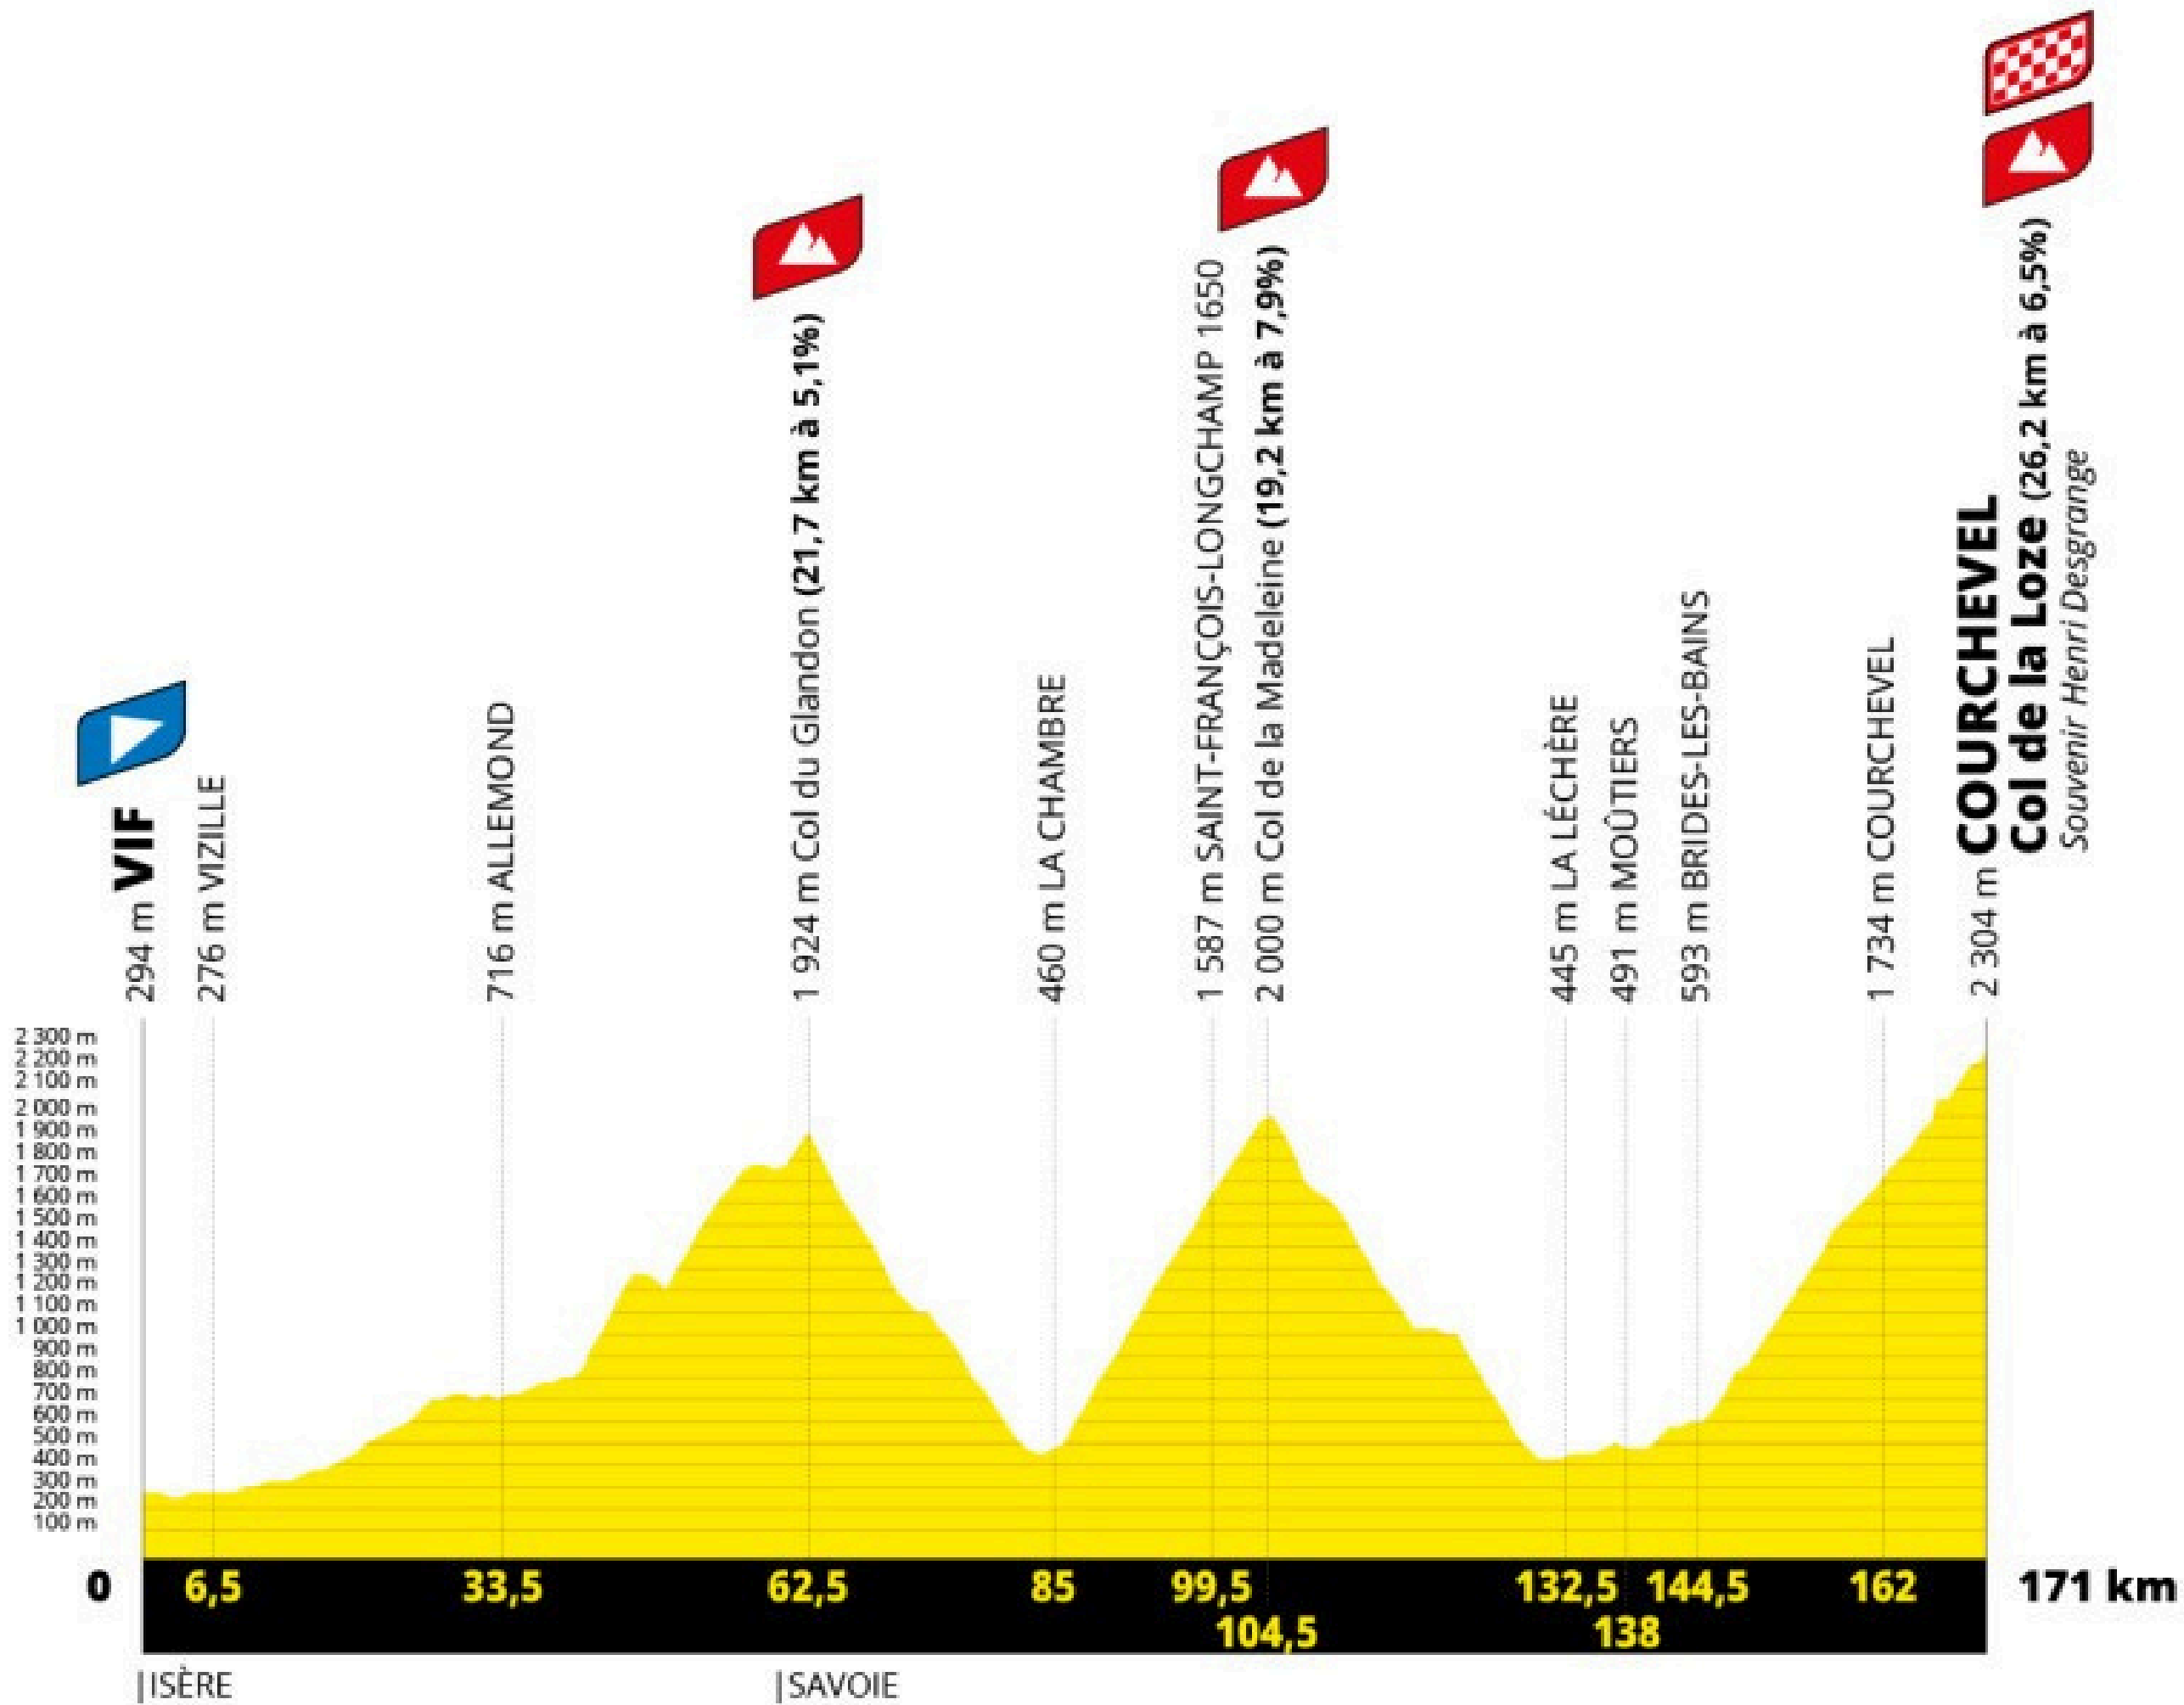 294 m VIF
276 m VIZILLE
716 m ALLEMOND
1 924 m Col du Glandon (21,7 km à 5,1%)
460 m LA CHAMBRE
1 587 m SAINT-FRANÇOIS-LONGCHAMP 1650
2 000 m Col de la Madeleine (19,2 km à 7,9%)
445 m LA LÉCHÈRE
491 m MOÛTIERS
593 m BRIDES-LES-BAINS
1 734 m COURCHEVEL
2 304 m COURCHEVEL
Col de la Loze (26,2 km à 6,5%)
Souvenir Henri Desgrange
2 300 m
2 200 m
2 100 m
2 000 m
1 900 m
1 800 m
1 700 m
1 600 m
1 500 m
1 400 m
1 300 m
1 200 m
1 100 m
1 000 m
900 m
800 m
700 m
600 m
500 m
400 m
300 m
200 m
100 m
0 6,5 33,5 62,5 85 99,5 132,5 144,5 162 171 km
104,5 138
|ISÈRE |SAVOIE